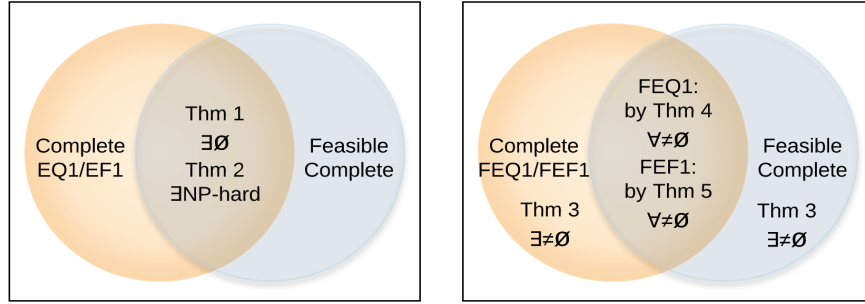 Complete
EQ1/EF1
Thm 1
∃Ø
Thm 2
∃NP-hard
Feasible
Complete
Complete
FEQ1/FEF1
Thm 3
∃≠Ø
FEQ1:
by Thm 4
∀≠Ø
FEF1:
by Thm 5
∀≠Ø
Feasible
Complete
Thm 3
∃≠Ø